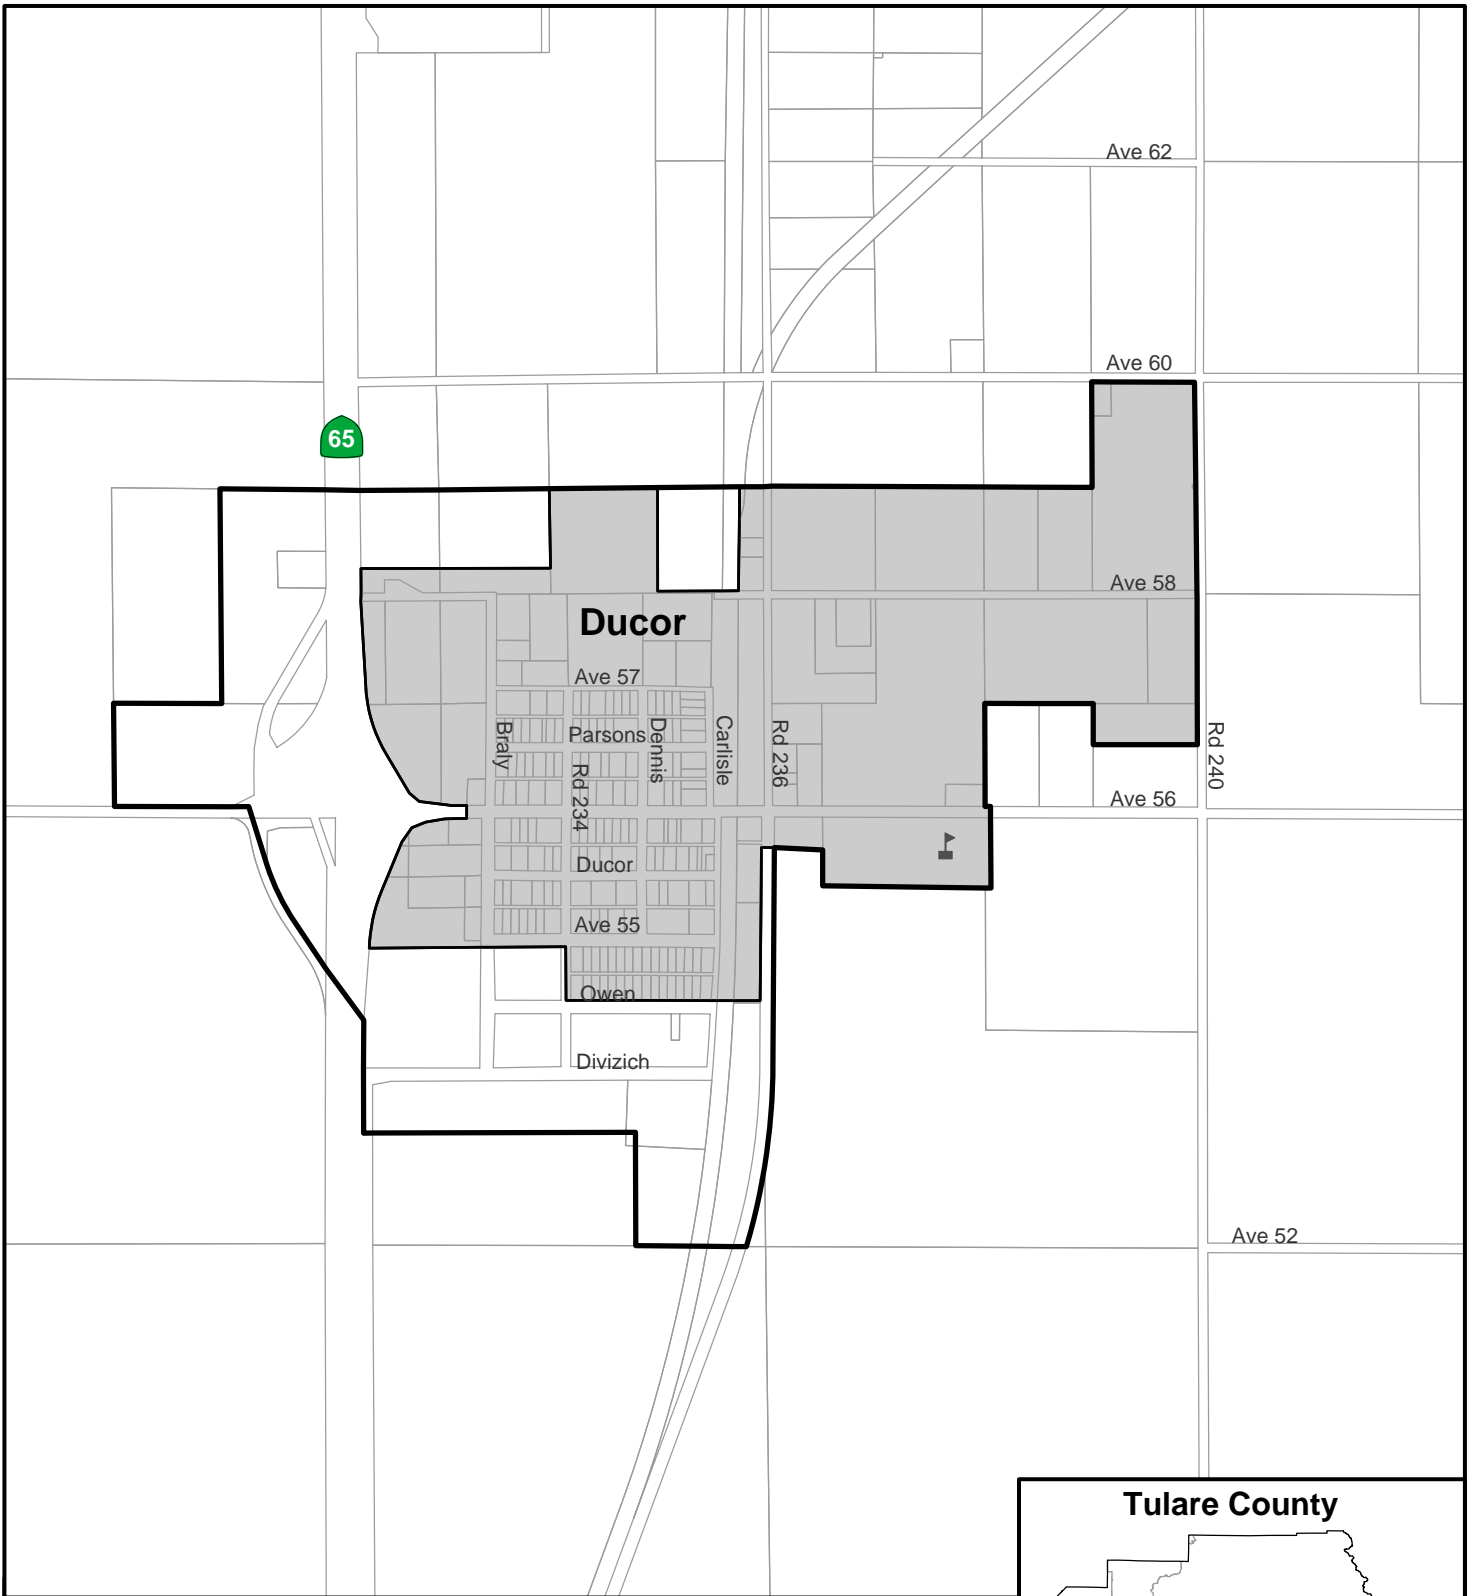 Ave 62
Ave 60
65
Ave 58
Ducor
Ave 57
Braly
Parsons
Dennis
Carlisle
Rd 236
Rd 240
Rd 234
Ave 56
Ducor
Ave 55
Owen
Divizich
Ave 52
Tulare County